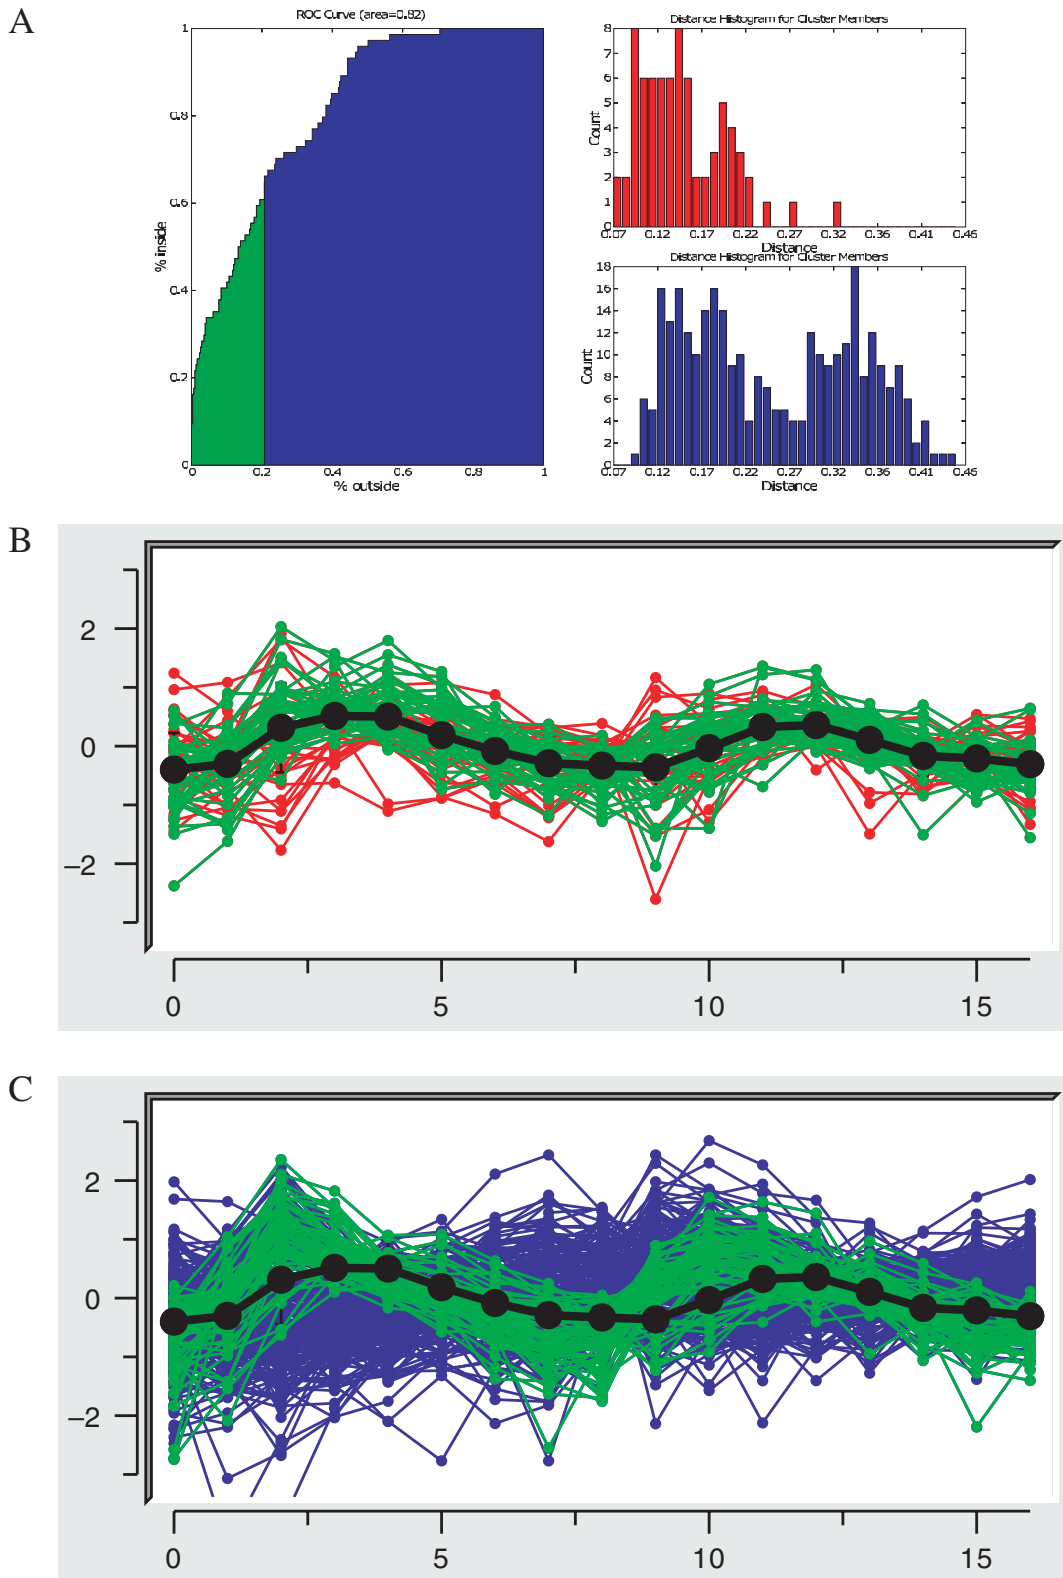 A
ROC Curve (area=0.82)
1
0.8
0.6
0.4
0.2
0
% inside
0 0.2 0.4 0.6 0.8 1
% outside
Distance Histogram for Cluster Members
8
7
6
5
4
3
2
1
0
Count
0.07 0.12 0.17 0.22 0.27 0.32 0.36 0.41 0.46
Distance
Distance Histogram for Cluster Members
18
16
14
12
10
8
6
4
2
0
Count
0.07 0.12 0.17 0.22 0.27 0.32 0.36 0.41 0.46
Distance
B
2
0
−2
0 5 10 15
C
2
0
−2
0 5 10 15